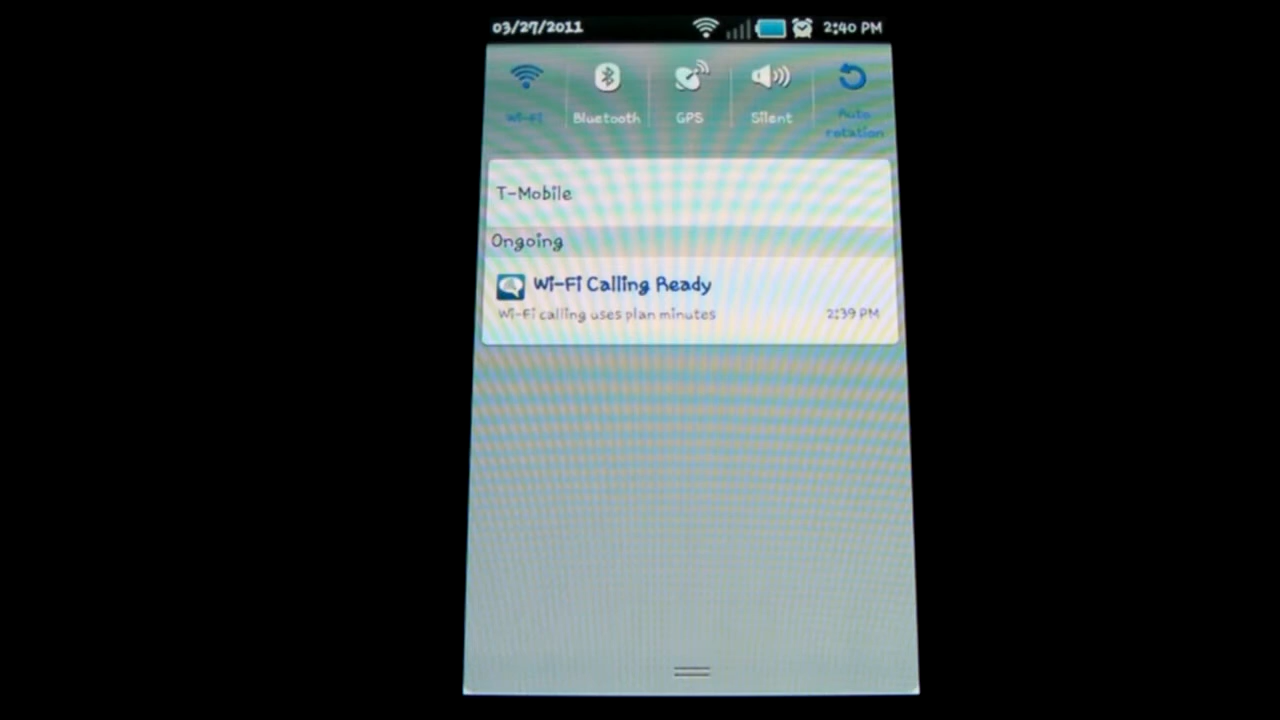 03/27/2011 2:40 PM
Wi-Fi Bluetooth GPS Silent Auto rotation
T-Mobile
Ongoing
Wi-Fi Calling Ready
Wi-Fi calling uses plan minutes 2:39 PM